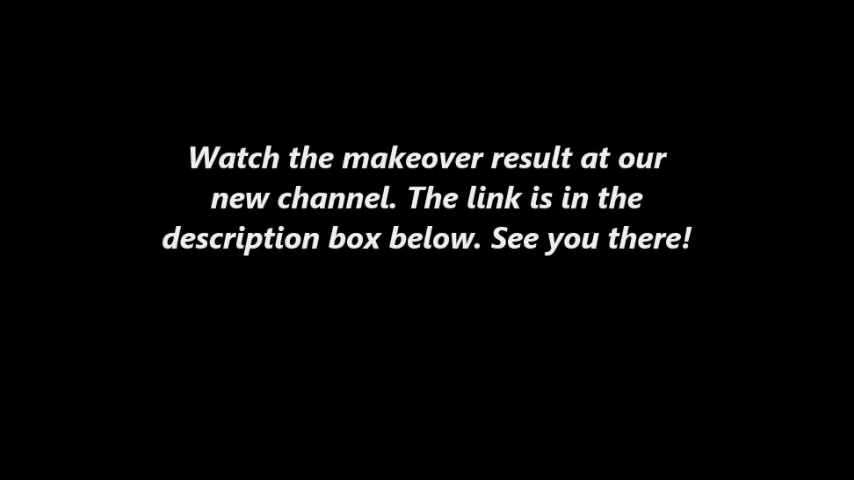 Watch the makeover result at our
new channel. The link is in the
description box below. See you there!